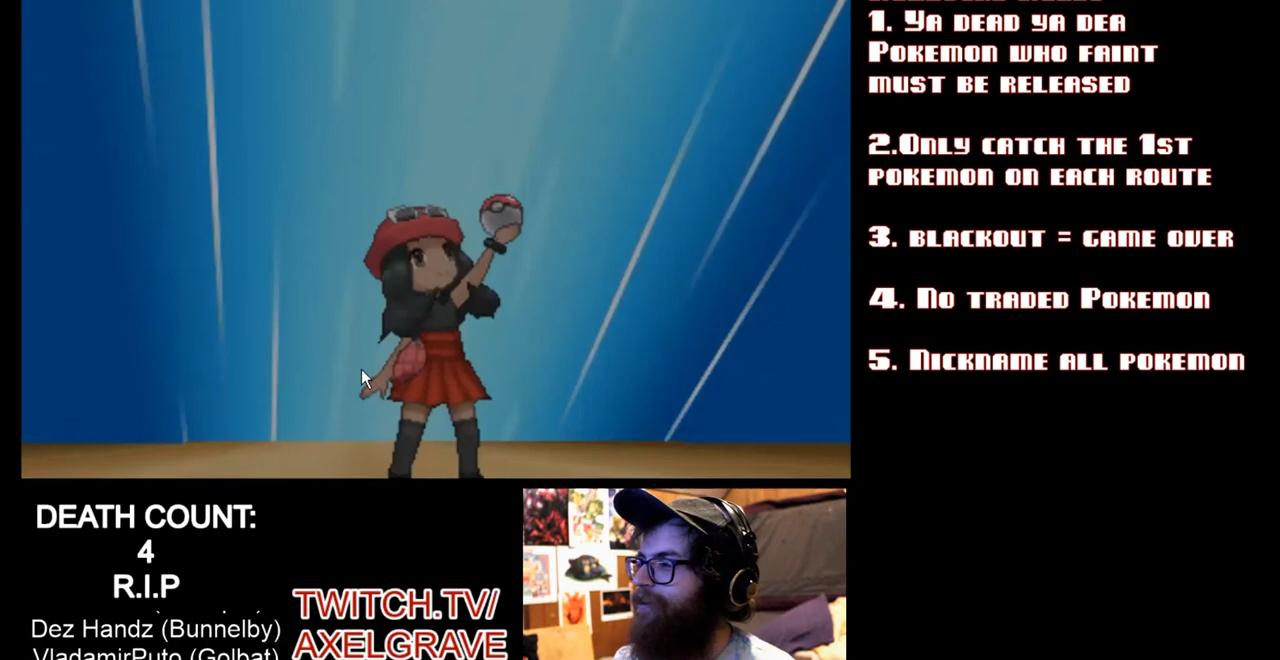 1. Ya dead ya dea
Pokemon who faint
must be released
2.Only catch the 1st
pokemon on each route
3. blackout = game over
4. No traded Pokemon
5. Nickname all pokemon
DEATH COUNT:
4
R.I.P
Dez Handz (Bunnelby)
VladamirPuto (Golbat)
TWITCH.TV/
AXELGRAVE